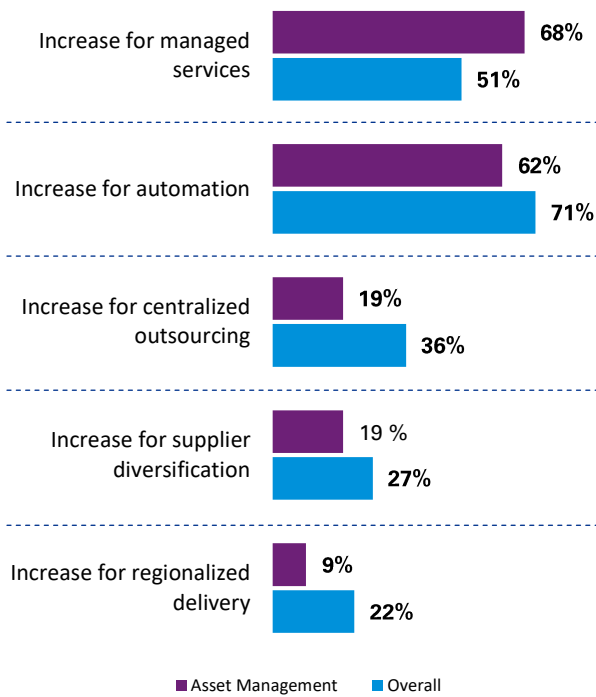 Increase for managed
services
68%
51%
Increase for automation
62%
71%
Increase for centralized
outsourcing
19%
36%
Increase for supplier
diversification
19 %
27%
Increase for regionalized
delivery
9%
22%
Asset Management Overall